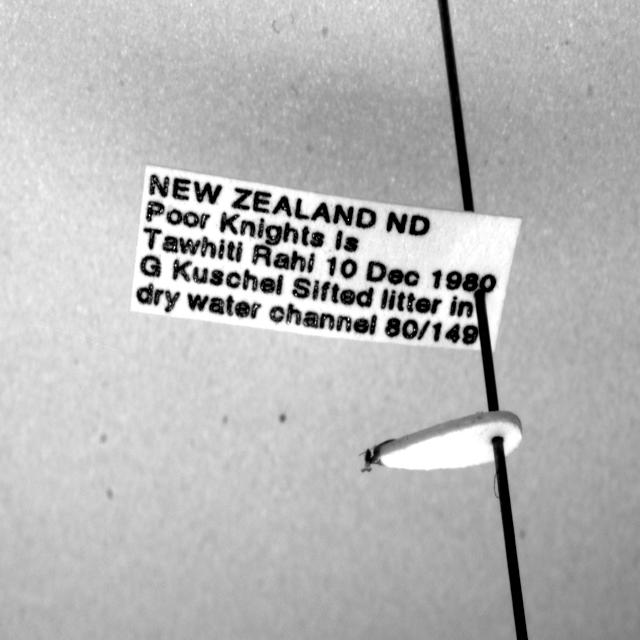 NEW ZEALAND ND
Poor Knights Is
Tawhiti Rahi 10 Dec 1980
G Kuschel Sifted litter in
dry water channel 80/149